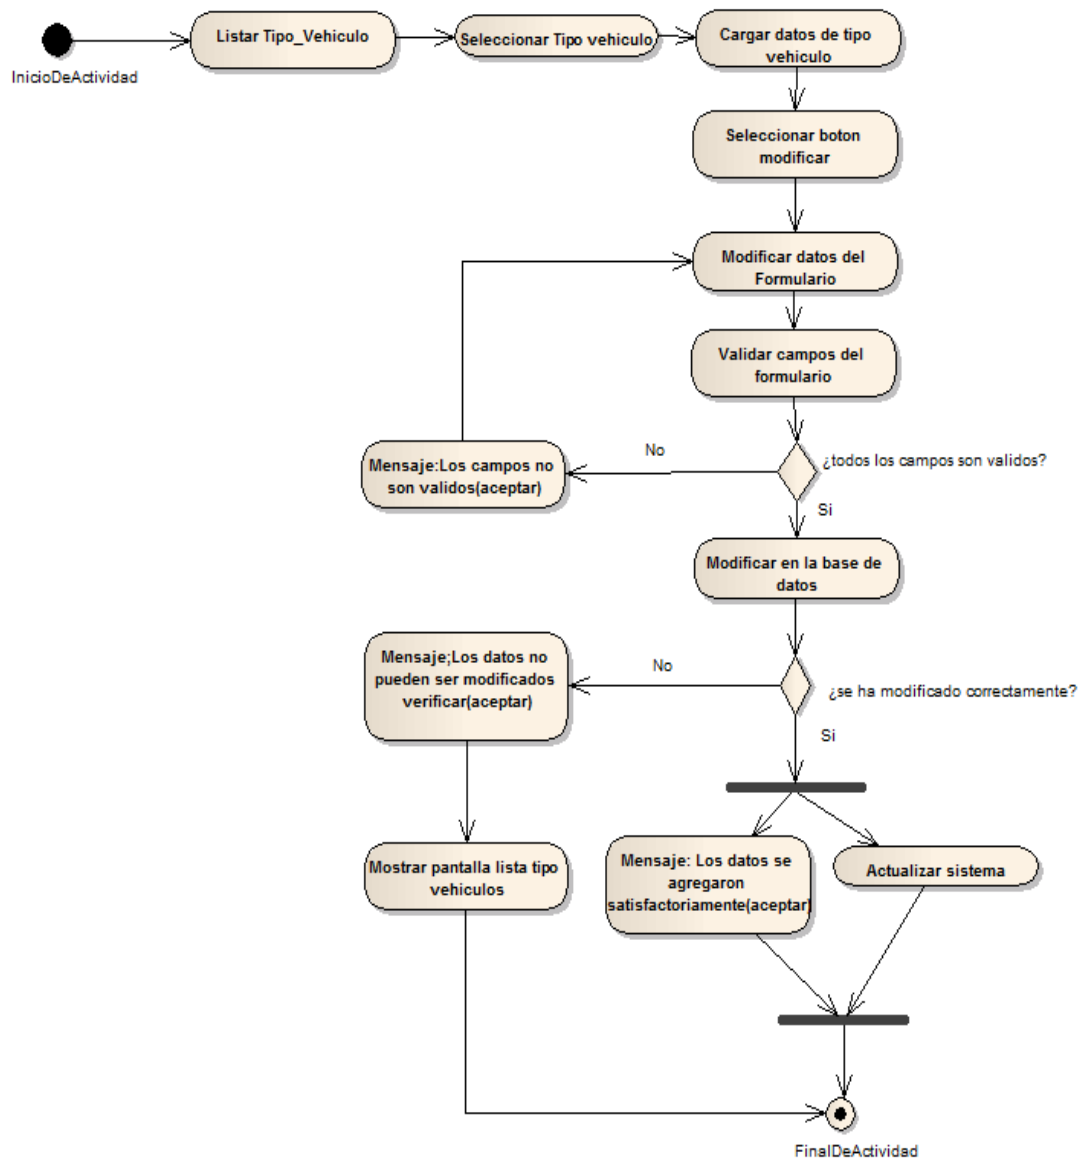 InicioDeActividad
Listar Tipo_Vehiculo
Seleccionar Tipo vehiculo
Cargar datos de tipo
vehiculo
Seleccionar boton
modificar
Modificar datos del
Formulario
Validar campos del
formulario
¿todos los campos son validos?
No
Mensaje:Los campos no
son validos(aceptar)
Si
Modificar en la base de
datos
¿se ha modificado correctamente?
No
Mensaje;Los datos no
pueden ser modificados
verificar(aceptar)
Si
Mostrar pantalla lista tipo
vehiculos
Mensaje: Los datos se
agregaron
satisfactoriamente(aceptar)
Actualizar sistema
FinalDeActividad